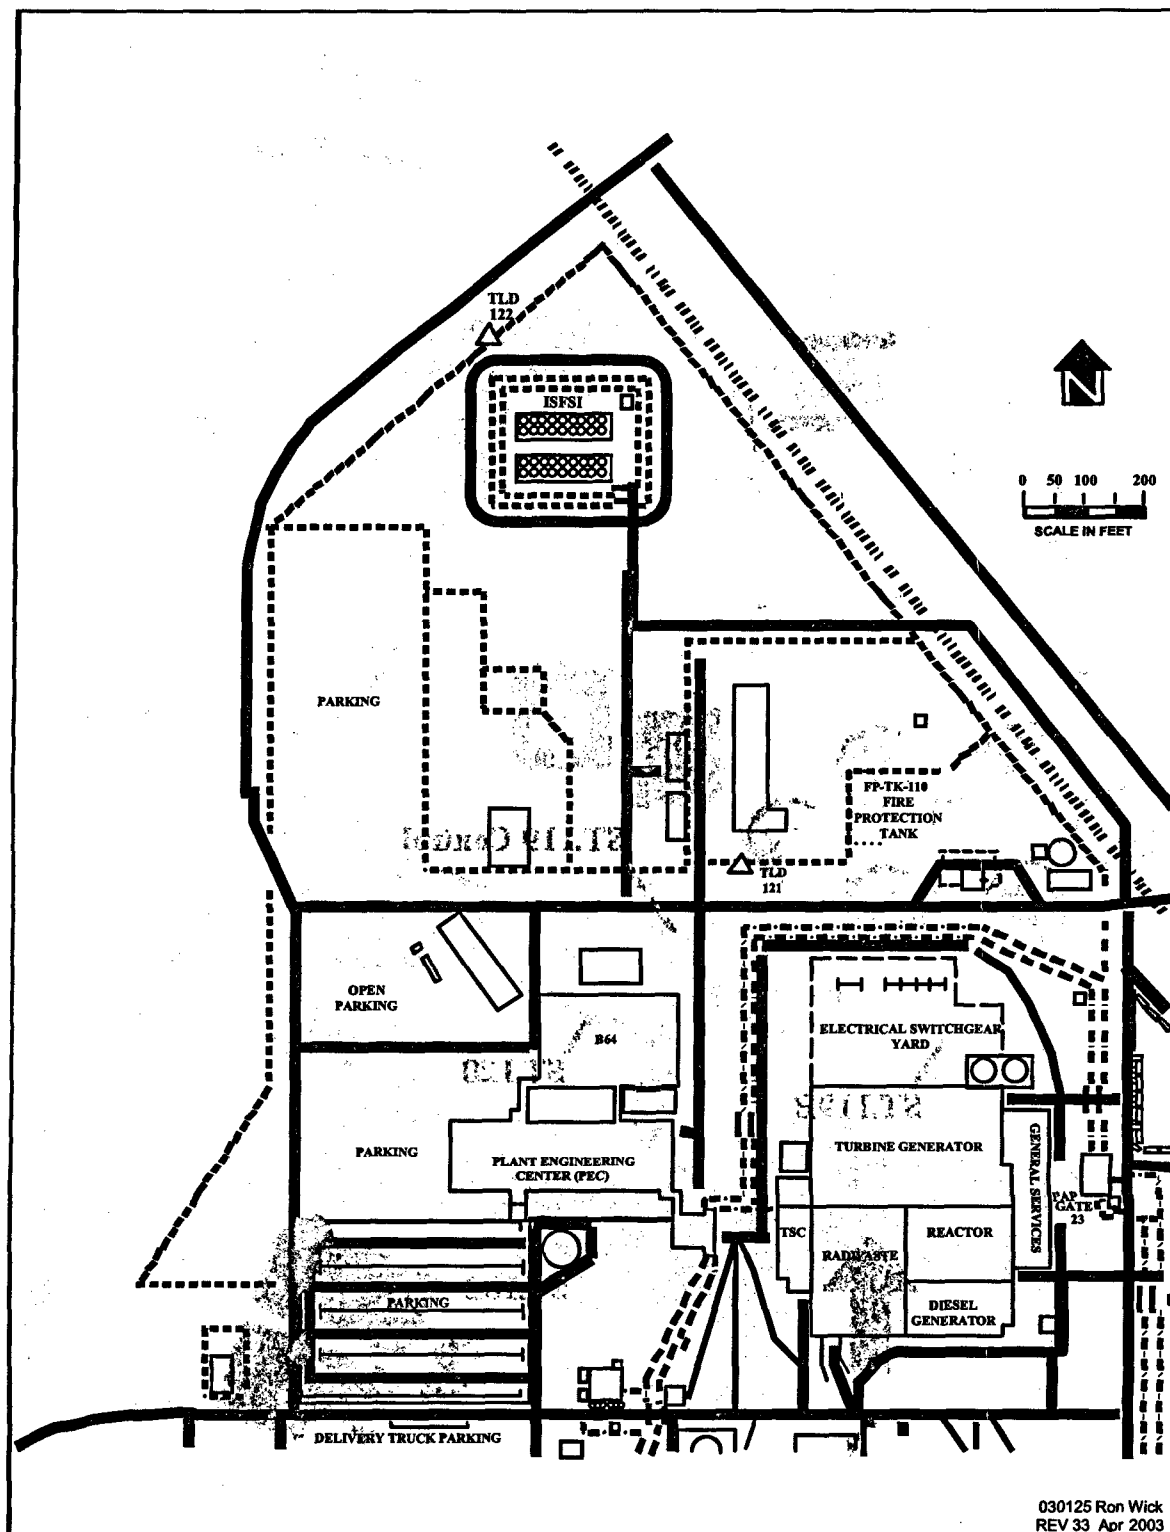 TLD
122
ISFSI
N
0 50 100 200
SCALE IN FEET
PARKING
FP-TK-110
FIRE
PROTECTION
TANK
TLD
121
OPEN
PARKING
B64
ELECTRICAL SWITCHGEAR
YARD
PARKING
PLANT ENGINEERING
CENTER (PEC)
TURBINE GENERATOR
GENERAL SERVICES
PAP
GATE
23
TSC
RADWASTE
REACTOR
DIESEL
GENERATOR
PARKING
DELIVERY TRUCK PARKING
030125 Ron Wick
REV 33 Apr 2003